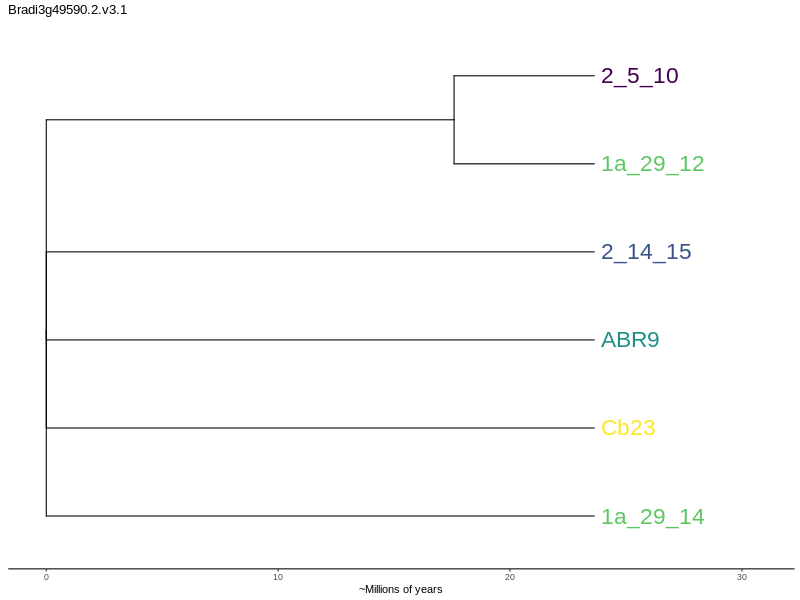 Bradi3g49590.2.v3.1
2_5_10
1a_29_12
2_14_15
ABR9
Cb23
1a_29_14
0 10 20 30
~Millions of years